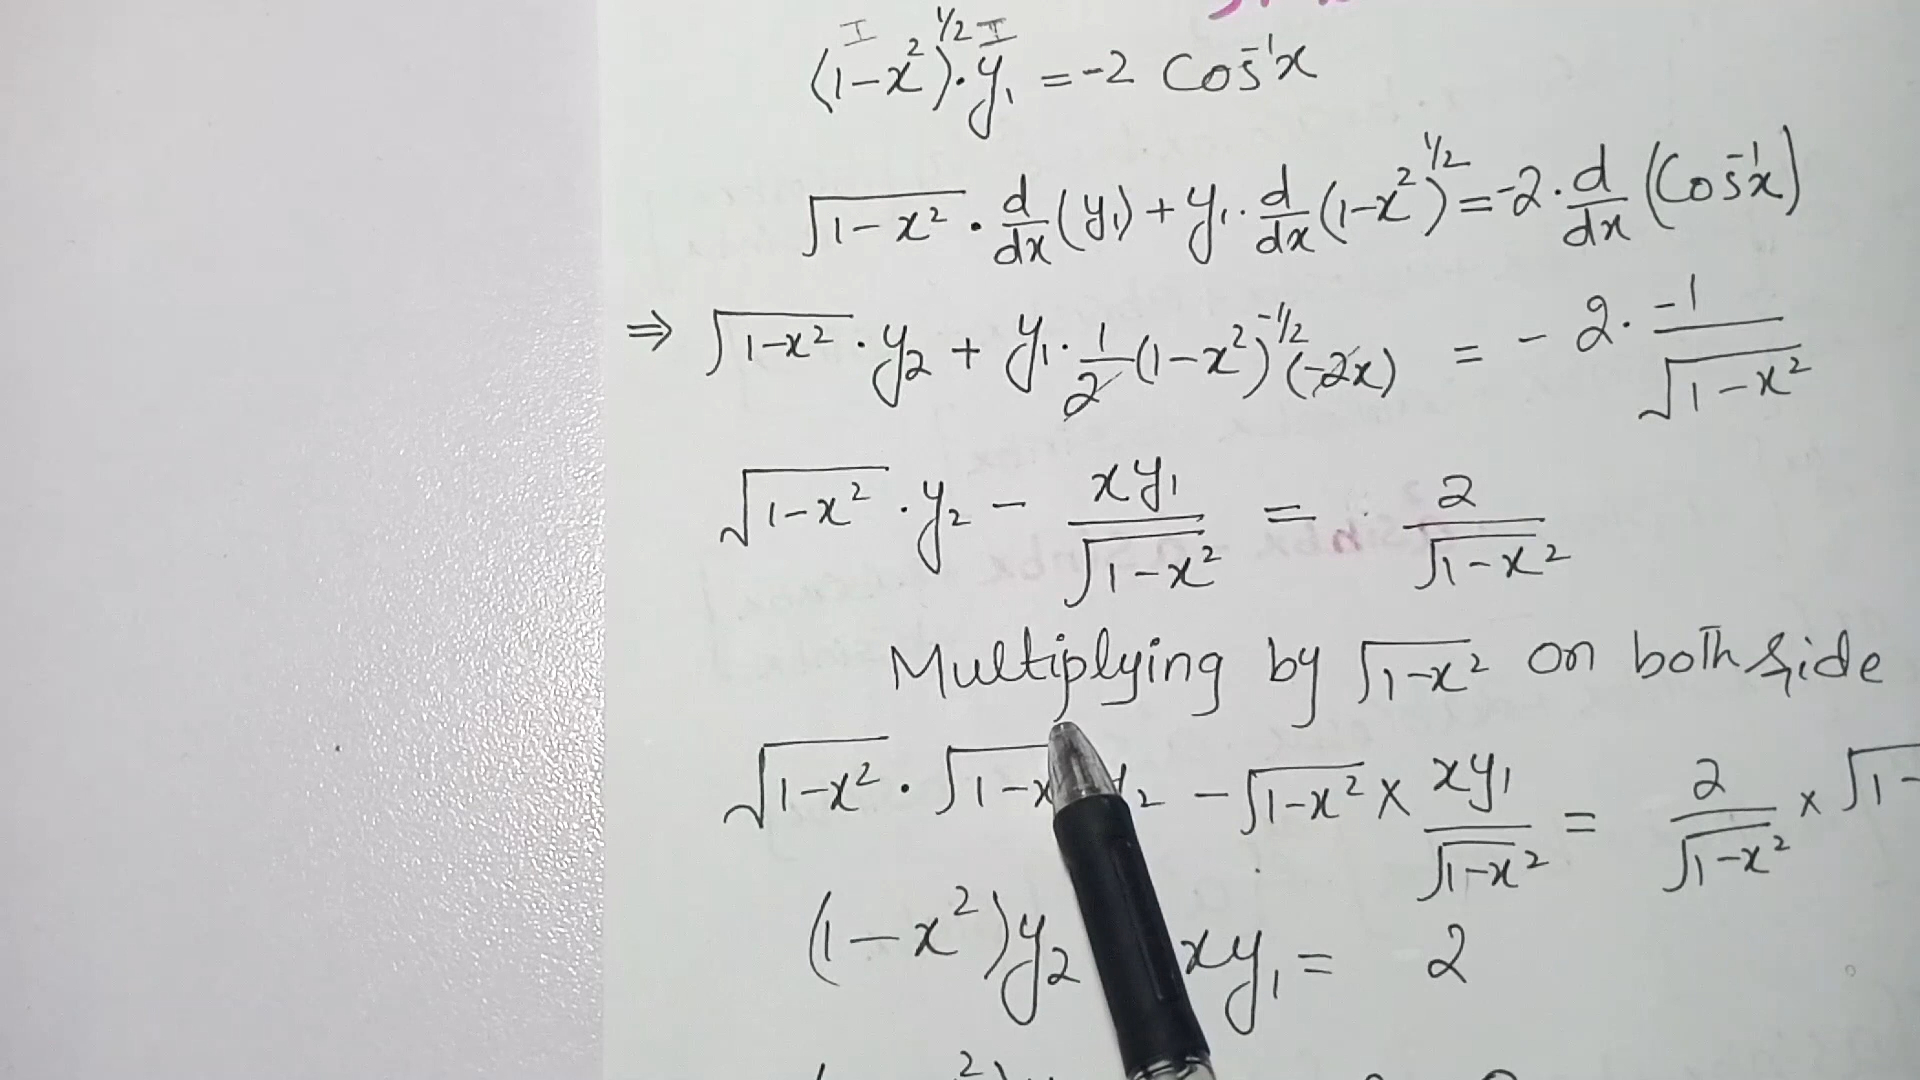 (1-x²)^1/2 · y₁ = -2 Cos⁻¹x
√1-x² · d/dx (y₁) + y₁ · d/dx (1-x²)^1/2 = -2 · d/dx (Cos⁻¹x)
⇒ √1-x² · y₂ + y₁ · 1/2 (1-x²)^-1/2 (-2x) = -2 · -1/√1-x²
√1-x² · y₂ - xy₁/√1-x² = 2/√1-x²
Multiplying by √1-x² on both side
√1-x² · √1-x y₂ - √1-x² × xy₁/√1-x² = 2/√1-x² × √1-
(1-x²)y₂ xy₁ = 2